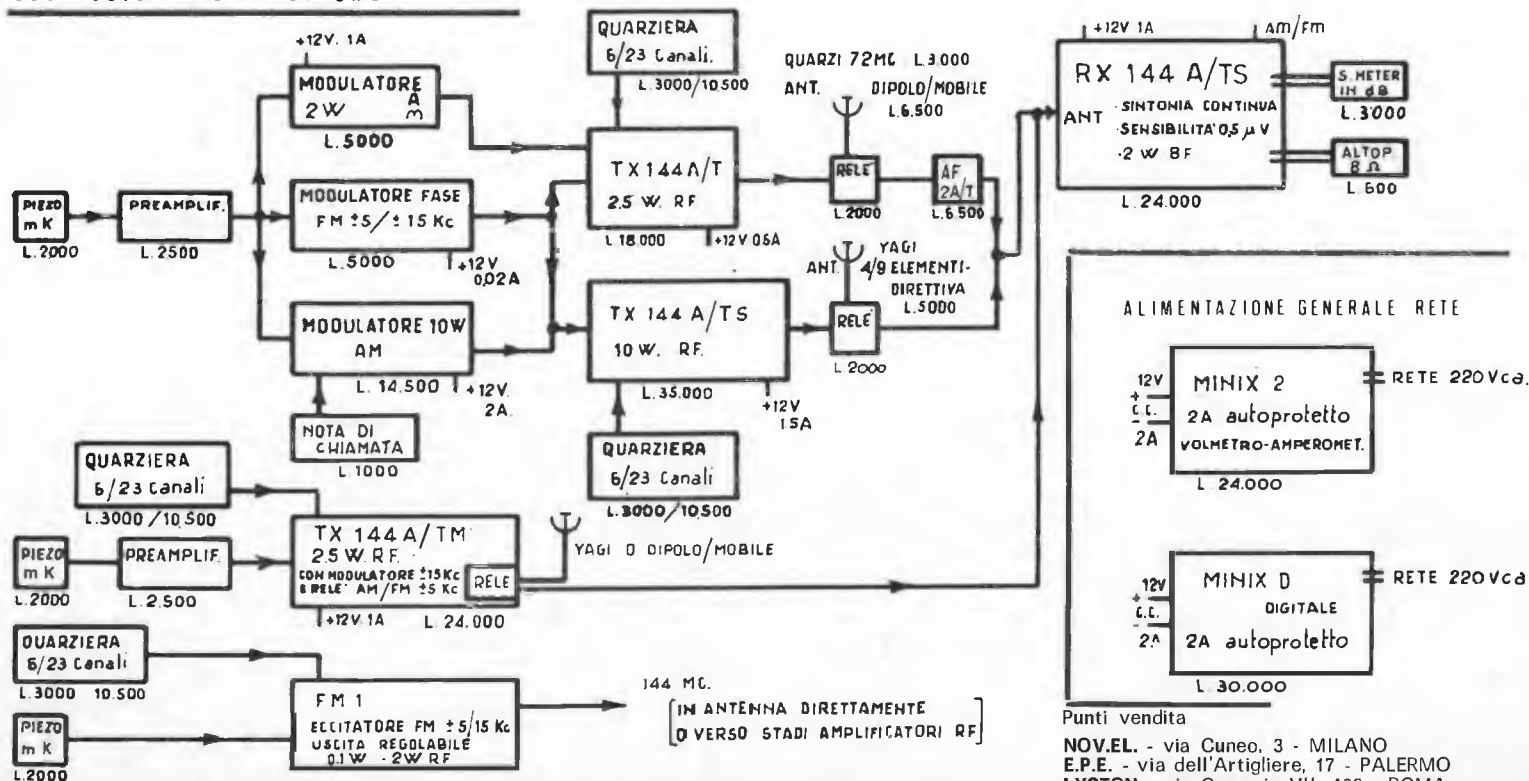 +12V. 1A
MODULATORE
2W AM
L.5000
QUARZIERA
6/23 Canali.
L.3000/10,500
QUARZI 72MC L.3.000
ANT. DIPOLO/MOBILE
L.6.500
+12V 1A
AM/FM
RX 144 A/TS
ANT
·SINTONIA CONTINUA
·SENSIBILITA' 0,5 µV
·2 W BF
L.24.000
S.METER
IN dB
L.3000
ALTOP.
8 Ω
L.600
PIEZO
mK
L.2000
PREAMPLIF.
L.2500
MODULATORE FASE
FM ±5/±15 Kc
L.5000
+12V
0,02A
TX 144 A/T
2.5 W. RF
L.18.000
+12V 0.5A
RELE
L.2000
AF
2A/T
L.6.500
MODULATORE 10W
AM
L. 14.500
+12V.
2A.
NOTA DI
CHIAMATA
L.1000
TX 144 A/TS
10 W. RF.
L.35.000
+12V
1.5A
ANT.
YAGI
4/9 ELEMENTI-
DIRETTIVA
L.5000
RELE
L.2000
QUARZIERA
6/23 Canali
L.3000/10,500
QUARZIERA
6/23 Canali
L.3000/10,500
PIEZO
mK
L.2000
PREAMPLIF.
L.2.500
TX 144 A/TM
2.5 W. RF.
CON MODULATORE ±15Kc
E RELE' AM/FM ±5 Kc
RELE
+12V 1A
L.24.000
YAGI O DIPOLO/MOBILE
QUARZIERA
6/23 Canali
L.3000 10.500
PIEZO
mK
L.2000
FM 1
ECCITATORE FM ±5/15 Kc
USCITA REGOLABILE
0.1 W - 2W RF
144 MC.
[IN ANTENNA DIRETTAMENTE
O VERSO STADI AMPLIFICATORI RF]
ALIMENTAZIONE GENERALE RETE
12V
+
C.C.
-
2A
MINIX 2
2A autoprotetto
VOLMETRO-AMPEROMET.
RETE 220Vca.
L.24.000
12V
+
C.C.
-
2A
MINIX D
DIGITALE
2A autoprotetto
RETE 220Vca
L.30.000
Punti vendita
NOV.EL. - via Cuneo, 3 - MILANO
E.P.E. - via dell'Artigliere, 17 - PALERMO